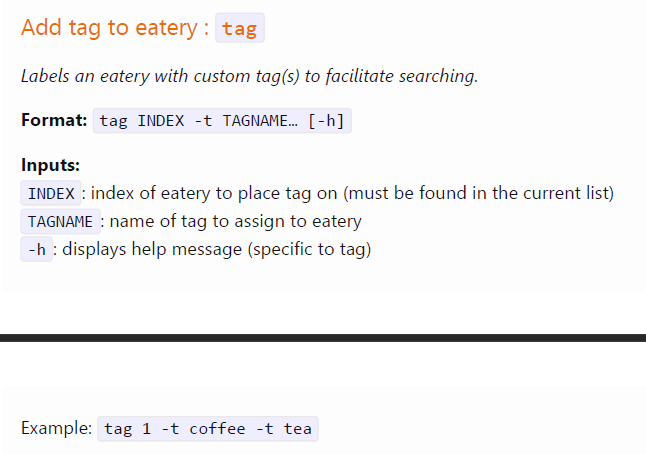 Add tag to eatery : tag
Labels an eatery with custom tag(s) to facilitate searching.
Format: tag INDEX -t TAGNAME… [-h]
Inputs:
INDEX : index of eatery to place tag on (must be found in the current list)
TAGNAME : name of tag to assign to eatery
-h : displays help message (specific to tag)
Example: tag 1 -t coffee -t tea